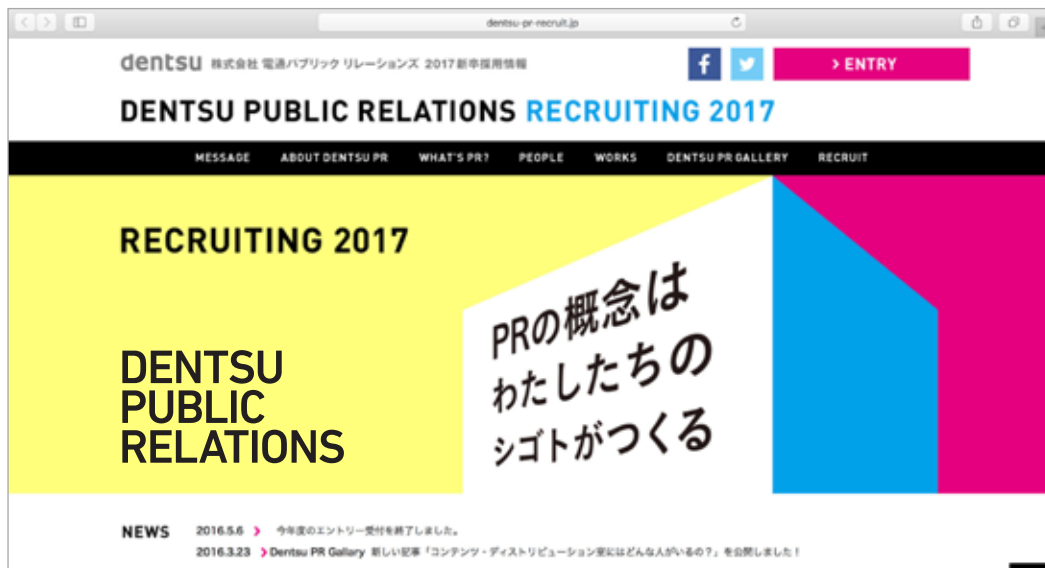 dentsu-pr-recruit.jp
dentsu 株式会社 電通パブリック リレーションズ 2017新卒採用情報
f
> ENTRY
DENTSU PUBLIC RELATIONS RECRUITING 2017
MESSAGE ABOUT DENTSU PR WHAT'S PR? PEOPLE WORKS DENTSU PR GALLERY RECRUIT
RECRUITING 2017
PRの概念は
わたしたちの
シゴトがつくる
DENTSU
PUBLIC
RELATIONS
NEWS 2016.5.6 > 今年度のエントリー受付を終了しました。
2016.3.23 > Dentsu PR Gallary 新しい記事「コンテンツ・ディストリビューション室にはどんな人がいるの？」を公開しました！